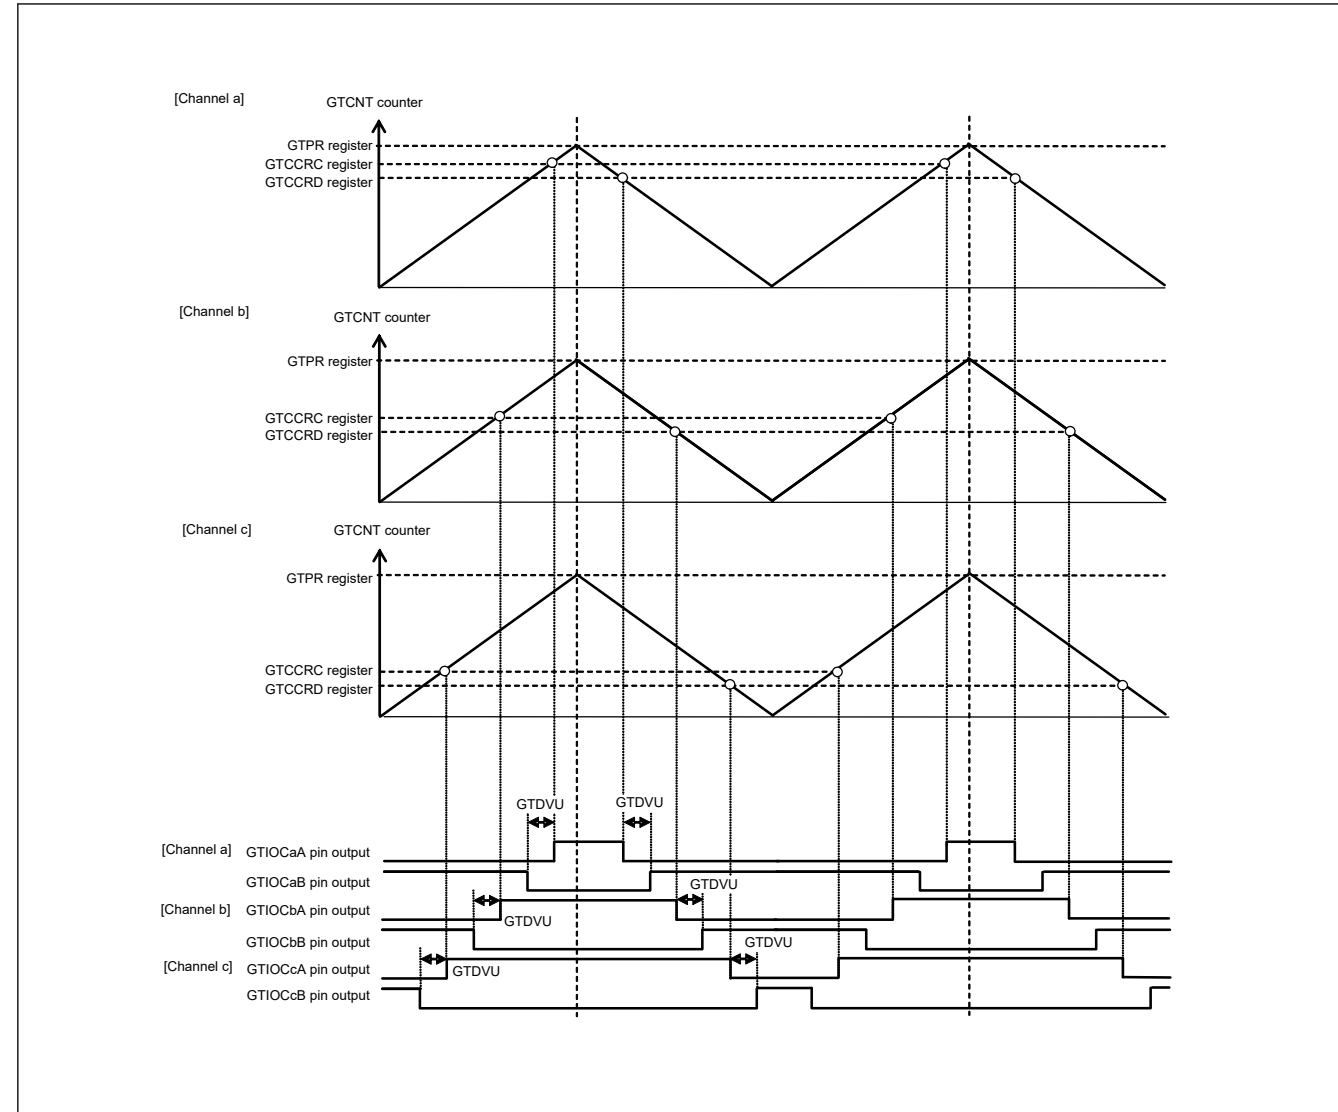 [Channel a]
GTCNT counter
GTPR register
GTCCRC register
GTCCRD register
[Channel b]
GTCNT counter
GTPR register
GTCCRC register
GTCCRD register
[Channel c]
GTCNT counter
GTPR register
GTCCRC register
GTCCRD register
GTDVU GTDVU
[Channel a] GTIOCaA pin output
GTIOCaB pin output GTDVU
[Channel b] GTIOCbA pin output GTDVU
GTIOCbB pin output GTDVU
[Channel c] GTIOCcA pin output GTDVU
GTIOCcB pin output